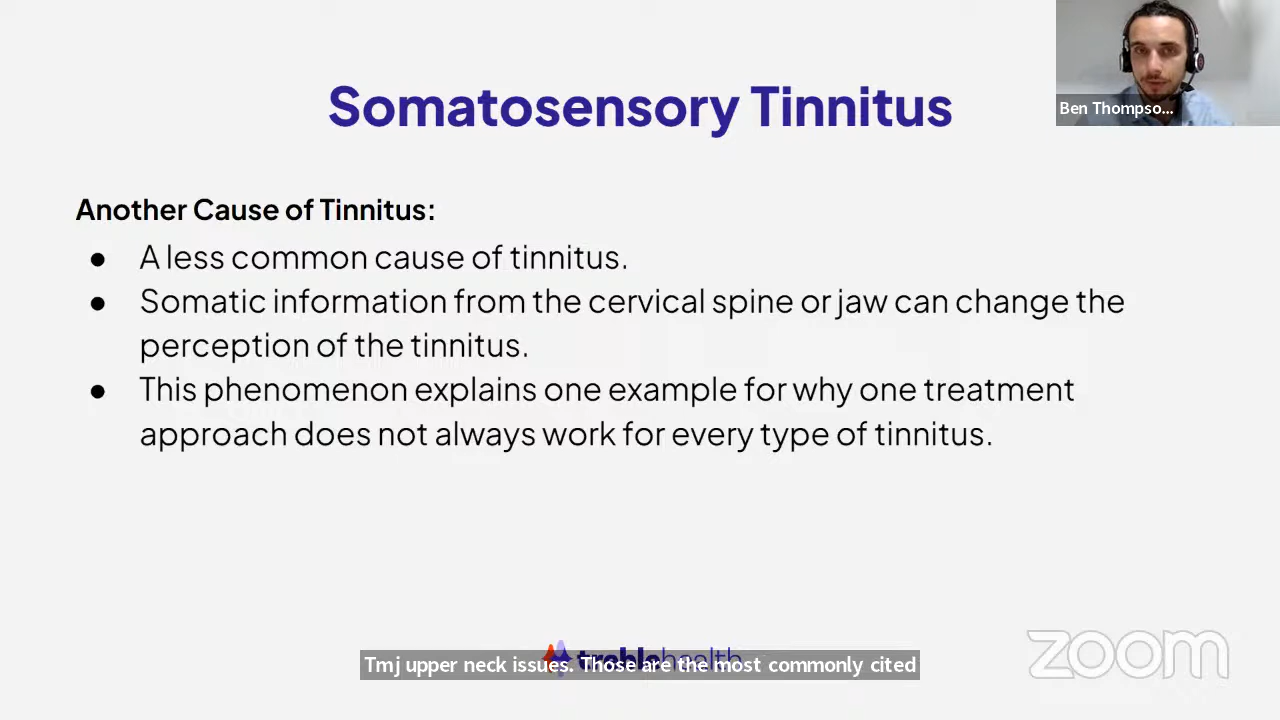 Somatosensory Tinnitus
Ben Thompso...
Another Cause of Tinnitus:
● A less common cause of tinnitus.
● Somatic information from the cervical spine or jaw can change the
perception of the tinnitus.
● This phenomenon explains one example for why one treatment
approach does not always work for every type of tinnitus.
Tmj upper neck issues. Those are the most commonly cited
zoom